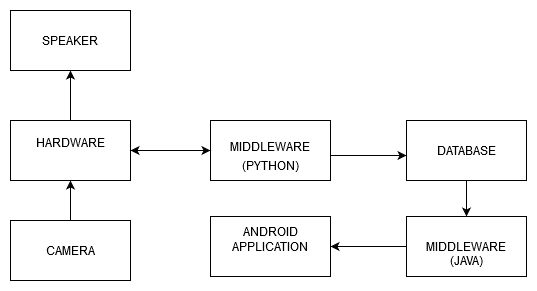 SPEAKER
HARDWARE
MIDDLEWARE
(PYTHON)
DATABASE
CAMERA
ANDROID
APPLICATION
MIDDLEWARE
(JAVA)